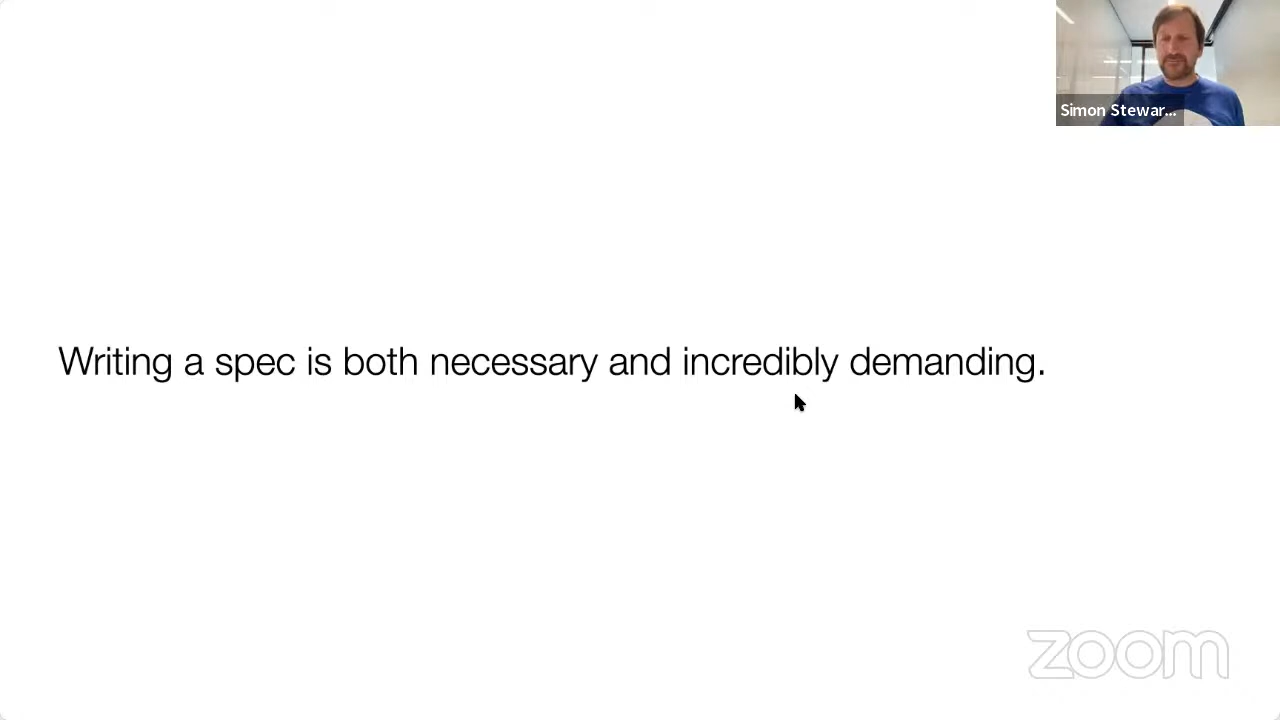 Simon Stewar...
Writing a spec is both necessary and incredibly demanding.
zoom